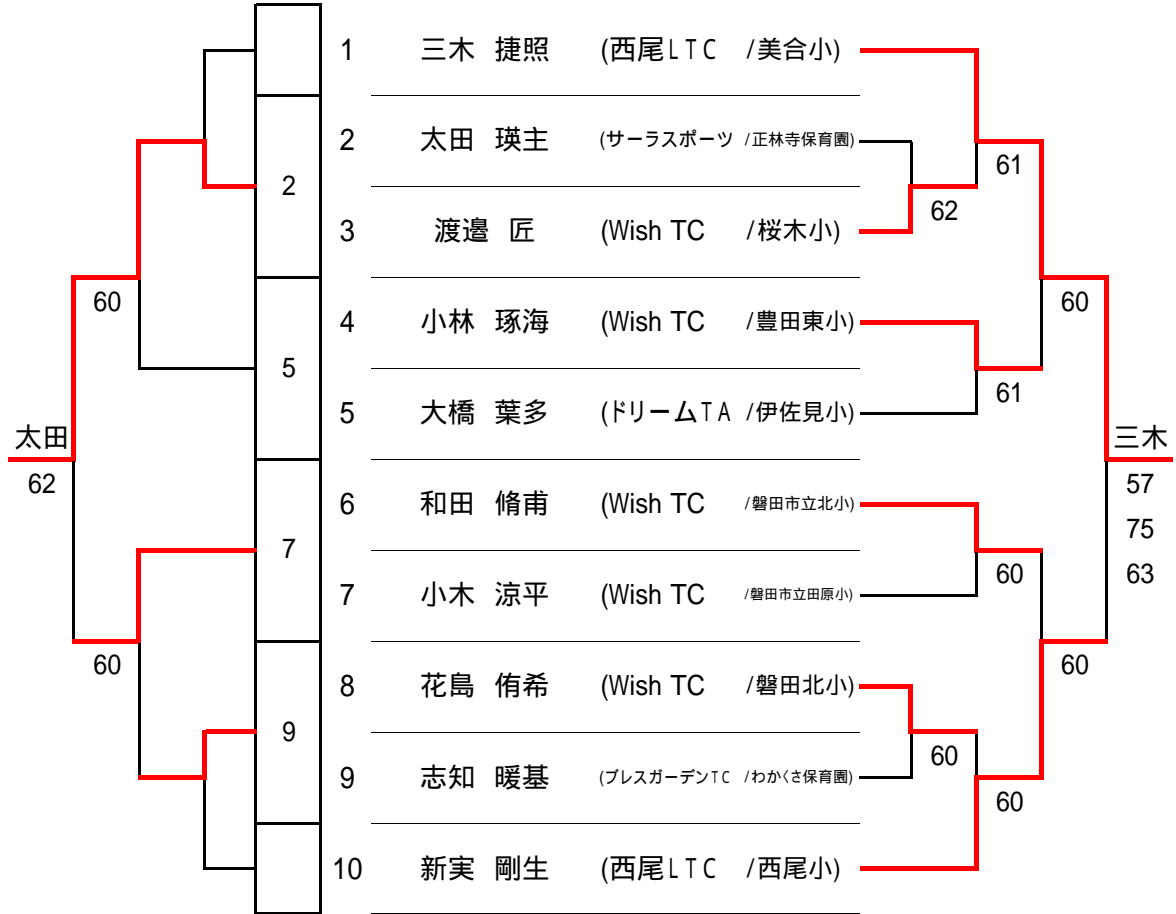 1 三木 捷照 (西尾LTC /美合小)
2 太田 瑛主 (サーラスポーツ /正林寺保育園)
3 渡邉 匠 (Wish TC /桜木小)
4 小林 琢海 (Wish TC /豊田東小)
5 大橋 葉多 (ドリームTA /伊佐見小)
6 和田 脩甫 (Wish TC /磐田市立北小)
7 小木 涼平 (Wish TC /磐田市立田原小)
8 花島 侑希 (Wish TC /磐田北小)
9 志知 暖基 (ブレスガーデンTC /わかくさ保育園)
10 新実 剛生 (西尾LTC /西尾小)
2
5
7
9
60
60
太田
62
62
61
61
60
60
60
60
60
三木
57
75
63